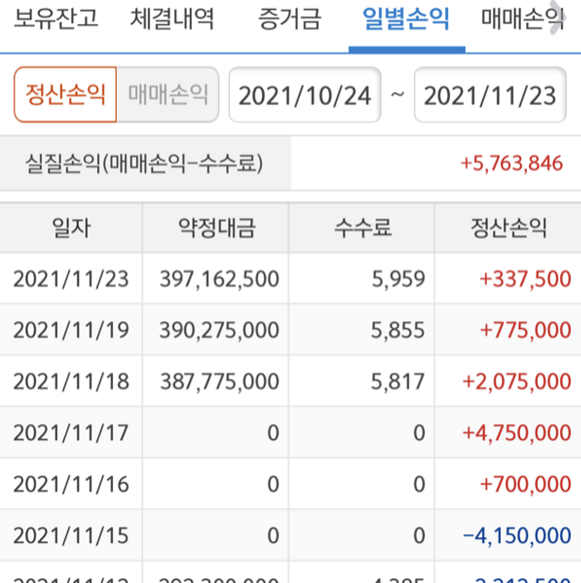 보유잔고 체결내역 증거금 일별손익 매매손익
정산손익 매매손익 2021/10/24 ~ 2021/11/23
실질손익(매매손익-수수료) +5,763,846
일자 약정대금 수수료 정산손익
2021/11/23 397,162,500 5,959 +337,500
2021/11/19 390,275,000 5,855 +775,000
2021/11/18 387,775,000 5,817 +2,075,000
2021/11/17 0 0 +4,750,000
2021/11/16 0 0 +700,000
2021/11/15 0 0 -4,150,000